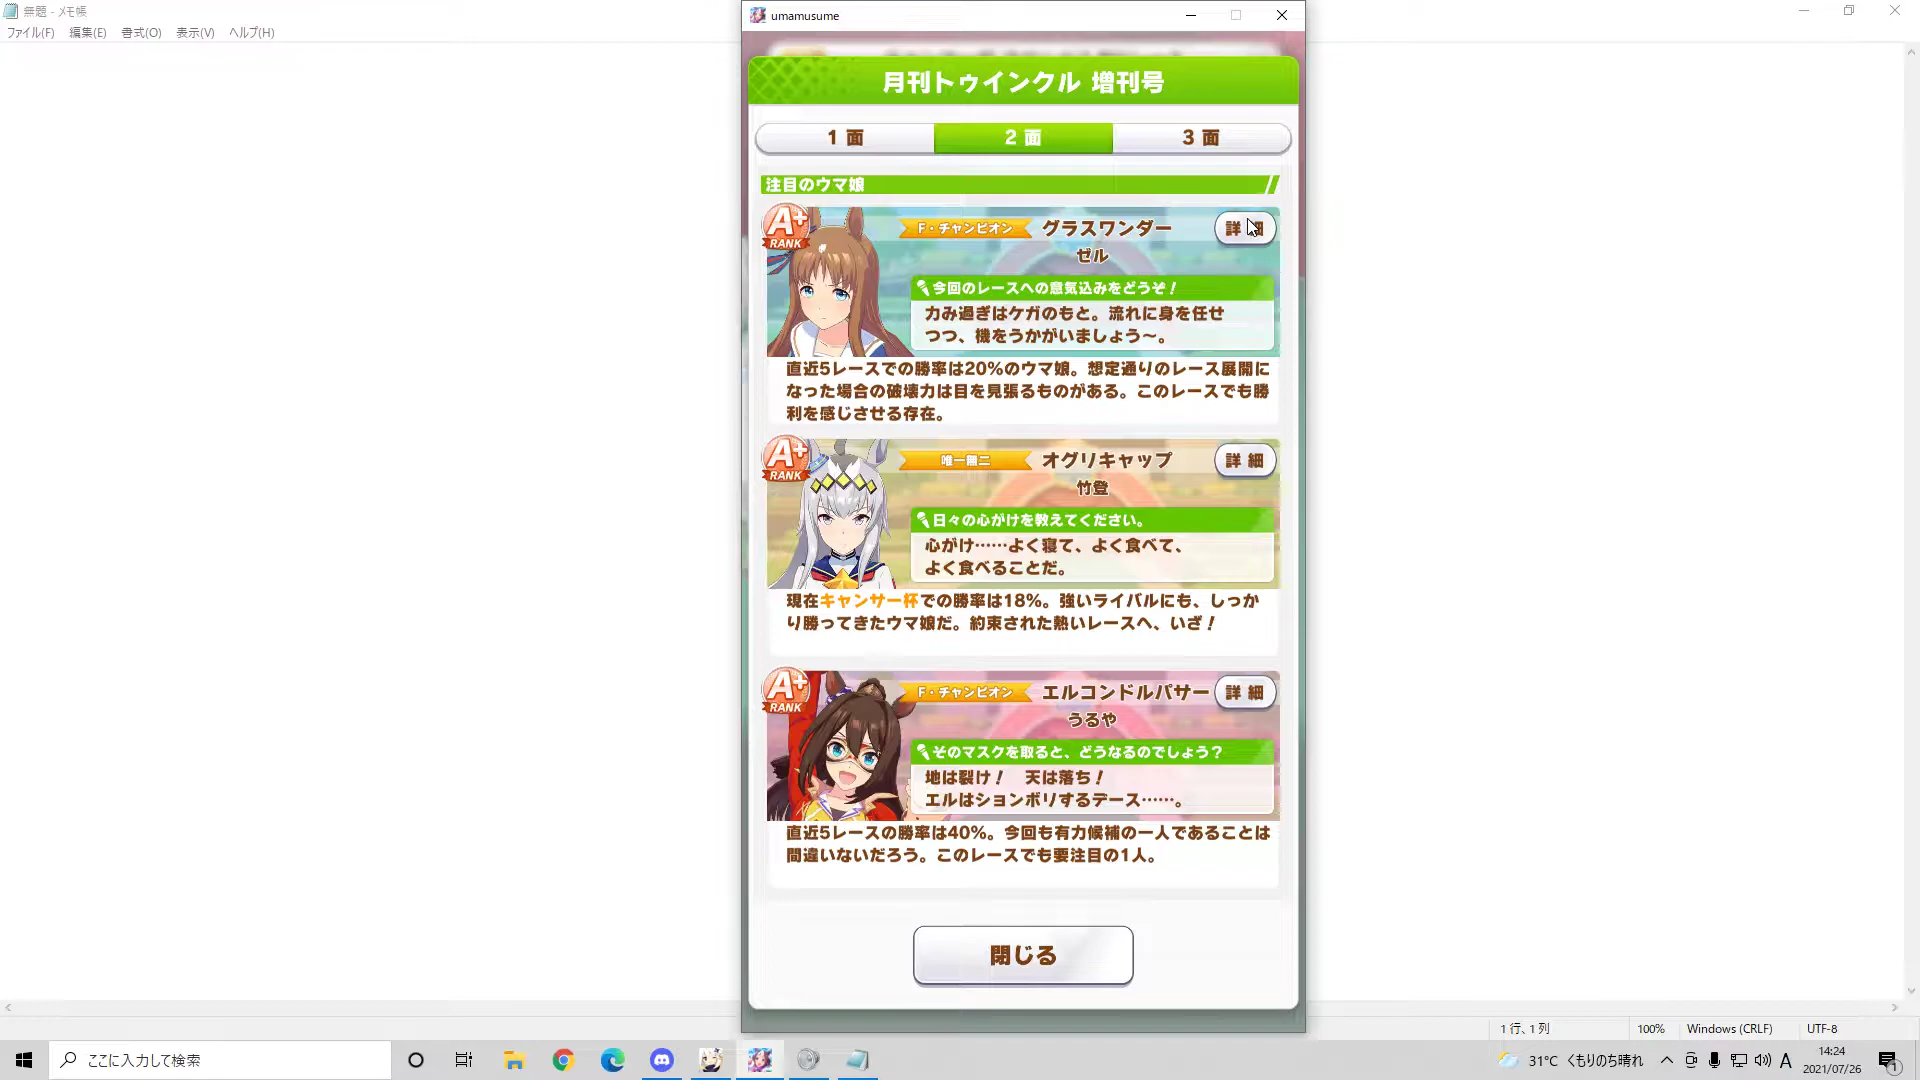 無題 - メモ帳
ファイル(F) 編集(E) 書式(O) 表示(V) ヘルプ(H)
umamusume
月刊トゥインクル 増刊号
1 面 2 面 3 面
注目のウマ娘
A+ RANK
F・チャンピオン グラスワンダー 詳細
ゼル
今回のレースへの意気込みをどうぞ！
力み過ぎはケガのもと。流れに身を任せ
つつ、機をうかがいましょう～。
直近5レースでの勝率は20%のウマ娘。想定通りのレース展開に
なった場合の破壊力は目を見張るものがある。このレースでも勝
利を感じさせる存在。
A+ RANK
唯一無二 オグリキャップ 詳細
竹登
日々の心がけを教えてください。
心がけ……よく寝て、よく食べて、
よく食べることだ。
現在キャンサー杯での勝率は18%。強いライバルにも、しっか
り勝ってきたウマ娘だ。約束された熱いレースへ、いざ！
A+ RANK
F・チャンピオン エルコンドルパサー 詳細
うるや
そのマスクを取ると、どうなるのでしょう？
地は裂け！ 天は落ち！
エルはションボリするデース……。
直近5レースの勝率は40%。今回も有力候補の一人であることは
間違いないだろう。このレースでも要注目の1人。
閉じる
1 行、1 列 100% Windows (CRLF) UTF-8
ここに入力して検索
31°C くもりのち晴れ
A
14:24
2021/07/26
1